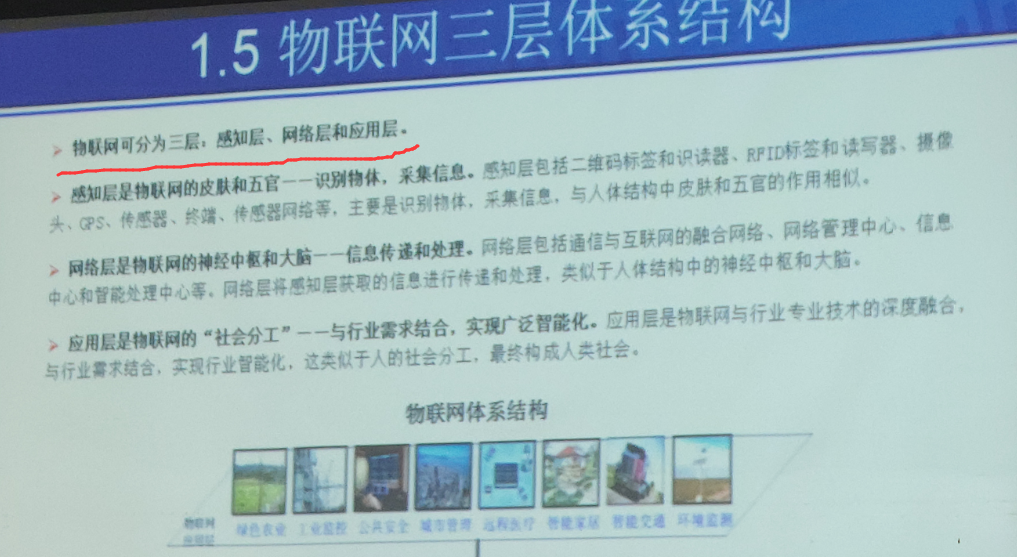 1.5 物联网三层体系结构
物联网可分为三层：感知层、网络层和应用层。
感知层是物联网的皮肤和五官——识别物体，采集信息。感知层包括二维码标签和识读器、RFID标签和读写器、摄像
头、GPS、传感器、终端、传感器网络等，主要是识别物体，采集信息，与人体结构中皮肤和五官的作用相似。
网络层是物联网的神经中枢和大脑——信息传递和处理。网络层包括通信与互联网的融合网络、网络管理中心、信息
中心和智能处理中心等。网络层将感知层获取的信息进行传递和处理，类似于人体结构中的神经中枢和大脑。
应用层是物联网的“社会分工”——与行业需求结合，实现广泛智能化。应用层是物联网与行业专业技术的深度融合，
与行业需求结合，实现行业智能化，这类似于人的社会分工，最终构成人类社会。
物联网体系结构
绿色农业 工业监控 公共安全 城市管理 远程医疗 智能家居 智能交通 环境监测
物联网
应用层